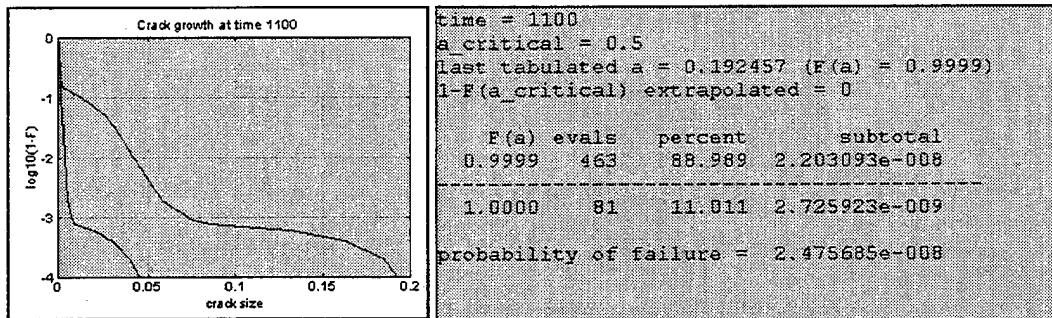 Crack growth at time 1100
0
-1
-2
-3
-4
log10(1-F)
0 0.05 0.1 0.15 0.2
crack size
time = 1100
a_critical = 0.5
last tabulated a = 0.192457 (F(a) = 0.9999)
1-F(a_critical) extrapolated = 0
F(a) evals percent subtotal
0.9999 463 88.989 2.203093e-008
1.0000 81 11.011 2.725923e-009
probability of failure = 2.475685e-008